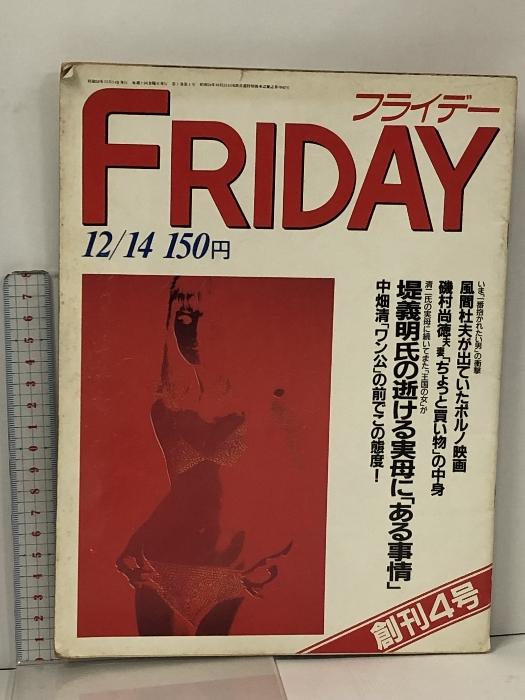 フライデー
FRIDAY
12/14 150円
いま、「一番抱かれたい男」の衝撃
風間杜夫が出ていたポルノ映画
磯村尚徳夫妻、「ちょっと買い物」の中身
清二氏の実母に続いてまた「王国の女」が
堤義明氏の逝ける実母に「ある事情」
中畑清「ワン公」の前でこの態度!
創刊4号